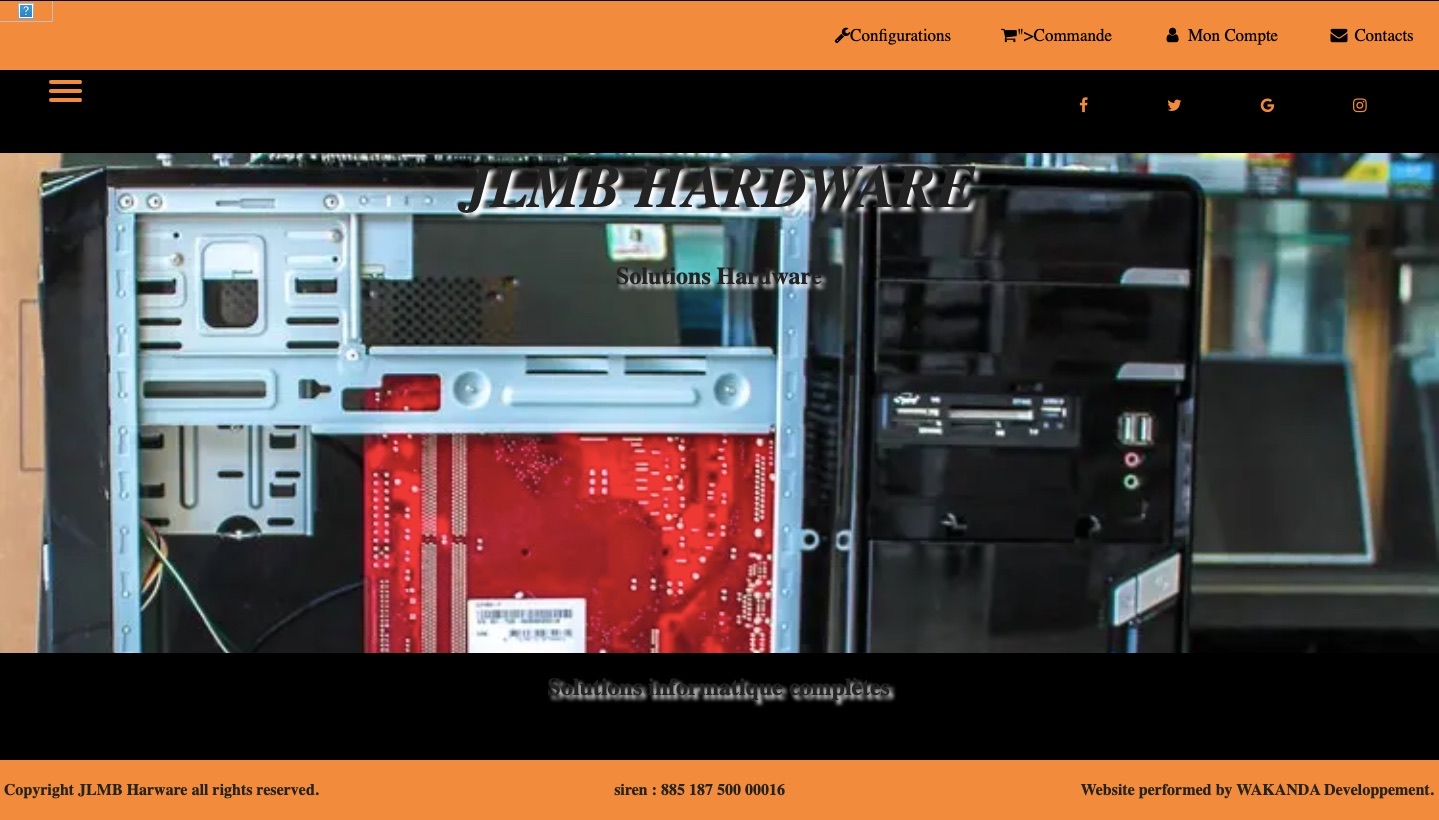 Configurations
">Commande
Mon Compte
Contacts
JLMB HARDWARE
Solutions Hardware
Solutions informatique complètes
Copyright JLMB Harware all rights reserved.
siren : 885 187 500 00016
Website performed by WAKANDA Developpement.